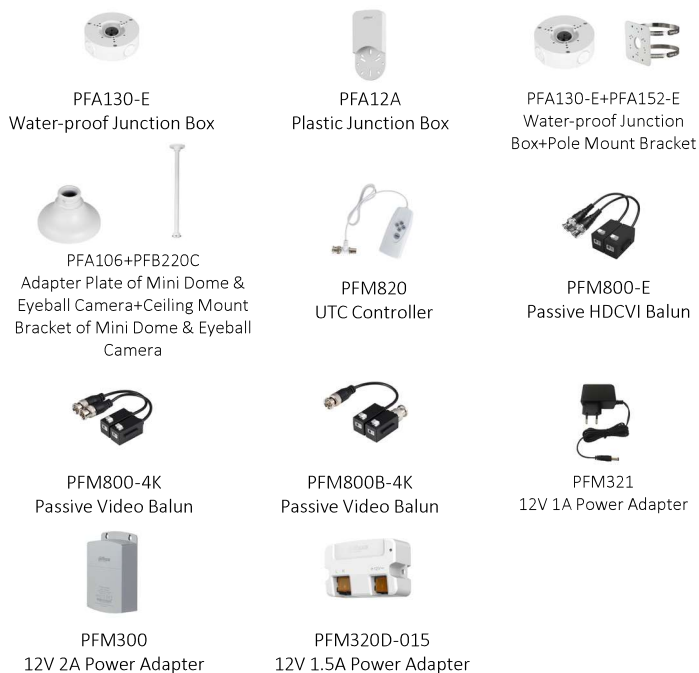 PFA130-E
Water-proof Junction Box
PFA12A
Plastic Junction Box
PFA130-E+PFA152-E
Water-proof Junction
Box+Pole Mount Bracket
PFA106+PFB220C
Adapter Plate of Mini Dome &
Eyeball Camera+Ceiling Mount
Bracket of Mini Dome & Eyeball
Camera
PFM820
UTC Controller
PFM800-E
Passive HDCVI Balun
PFM800-4K
Passive Video Balun
PFM800B-4K
Passive Video Balun
PFM321
12V 1A Power Adapter
PFM300
12V 2A Power Adapter
PFM320D-015
12V 1.5A Power Adapter